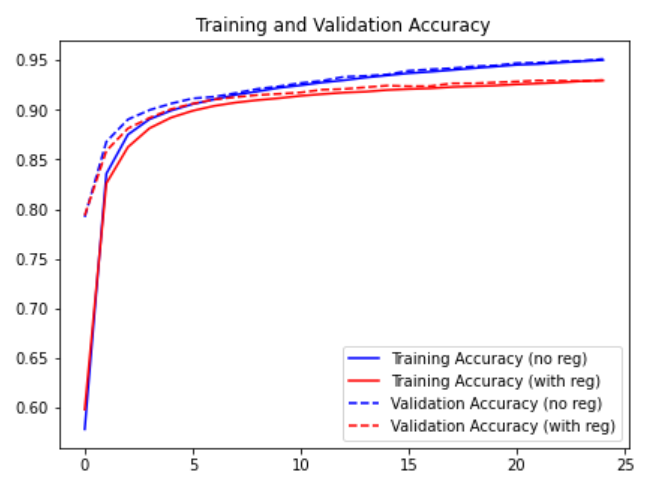 Training and Validation Accuracy
0.95
0.90
0.85
0.80
0.75
0.70
0.65
0.60
Training Accuracy (no reg)
Training Accuracy (with reg)
Validation Accuracy (no reg)
Validation Accuracy (with reg)
0 5 10 15 20 25